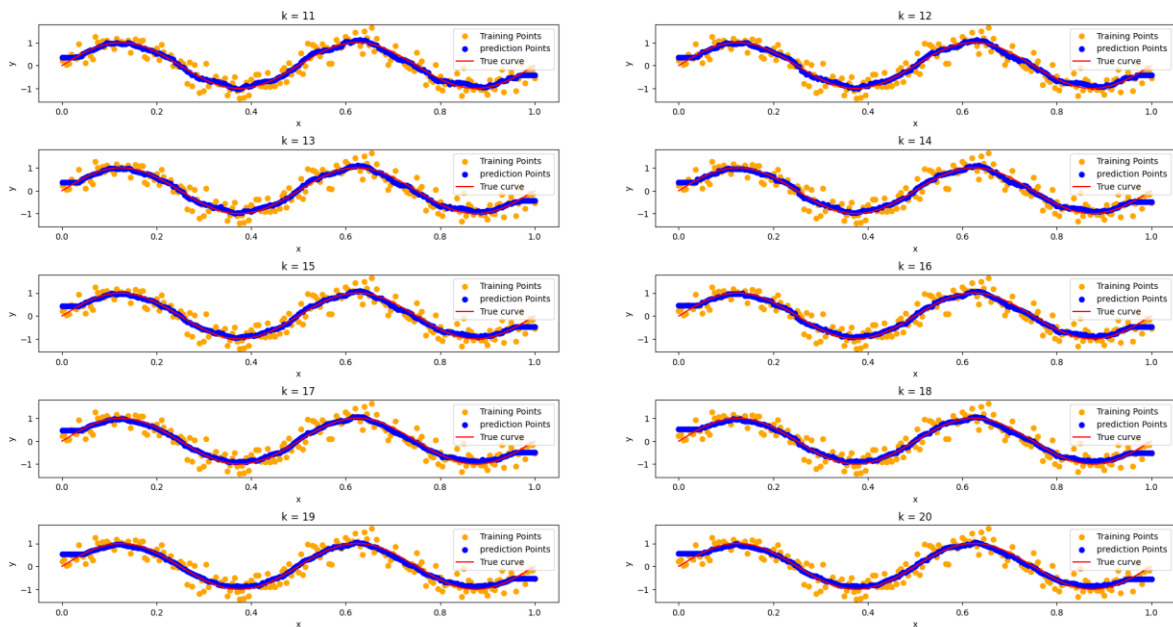 k = 11
y
1
0
−1
Training Points
prediction Points
True curve
0.0 0.2 0.4 0.6 0.8 1.0
x
k = 12
y
1
0
−1
Training Points
prediction Points
True curve
0.0 0.2 0.4 0.6 0.8 1.0
x
k = 13
y
1
0
−1
Training Points
prediction Points
True curve
0.0 0.2 0.4 0.6 0.8 1.0
x
k = 14
y
1
0
−1
Training Points
prediction Points
True curve
0.0 0.2 0.4 0.6 0.8 1.0
x
k = 15
y
1
0
−1
Training Points
prediction Points
True curve
0.0 0.2 0.4 0.6 0.8 1.0
x
k = 16
y
1
0
−1
Training Points
prediction Points
True curve
0.0 0.2 0.4 0.6 0.8 1.0
x
k = 17
y
1
0
−1
Training Points
prediction Points
True curve
0.0 0.2 0.4 0.6 0.8 1.0
x
k = 18
y
1
0
−1
Training Points
prediction Points
True curve
0.0 0.2 0.4 0.6 0.8 1.0
x
k = 19
y
1
0
−1
Training Points
prediction Points
True curve
0.0 0.2 0.4 0.6 0.8 1.0
x
k = 20
y
1
0
−1
Training Points
prediction Points
True curve
0.0 0.2 0.4 0.6 0.8 1.0
x